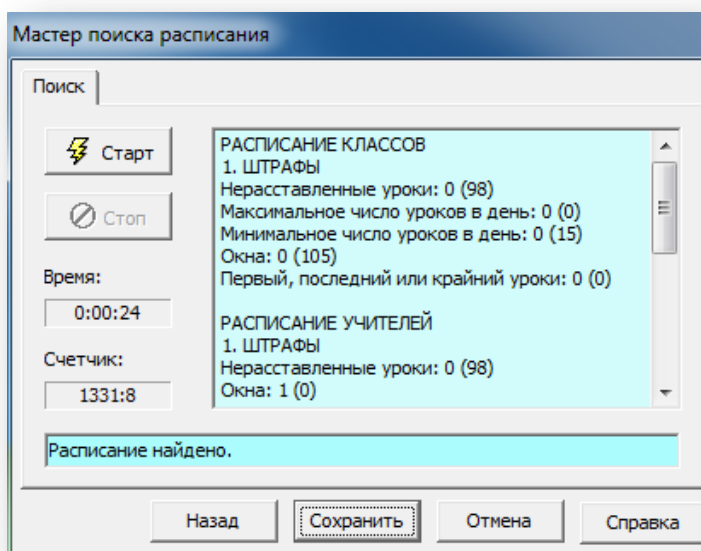 Мастер поиска расписания
Поиск
Старт
Стоп
Время:
0:00:24
Счетчик:
1331:8
РАСПИСАНИЕ КЛАССОВ
1. ШТРАФЫ
Нерасставленные уроки: 0 (98)
Максимальное число уроков в день: 0 (0)
Минимальное число уроков в день: 0 (15)
Окна: 0 (105)
Первый, последний или крайний уроки: 0 (0)
РАСПИСАНИЕ УЧИТЕЛЕЙ
1. ШТРАФЫ
Нерасставленные уроки: 0 (98)
Окна: 1 (0)
Расписание найдено.
Назад
Сохранить
Отмена
Справка